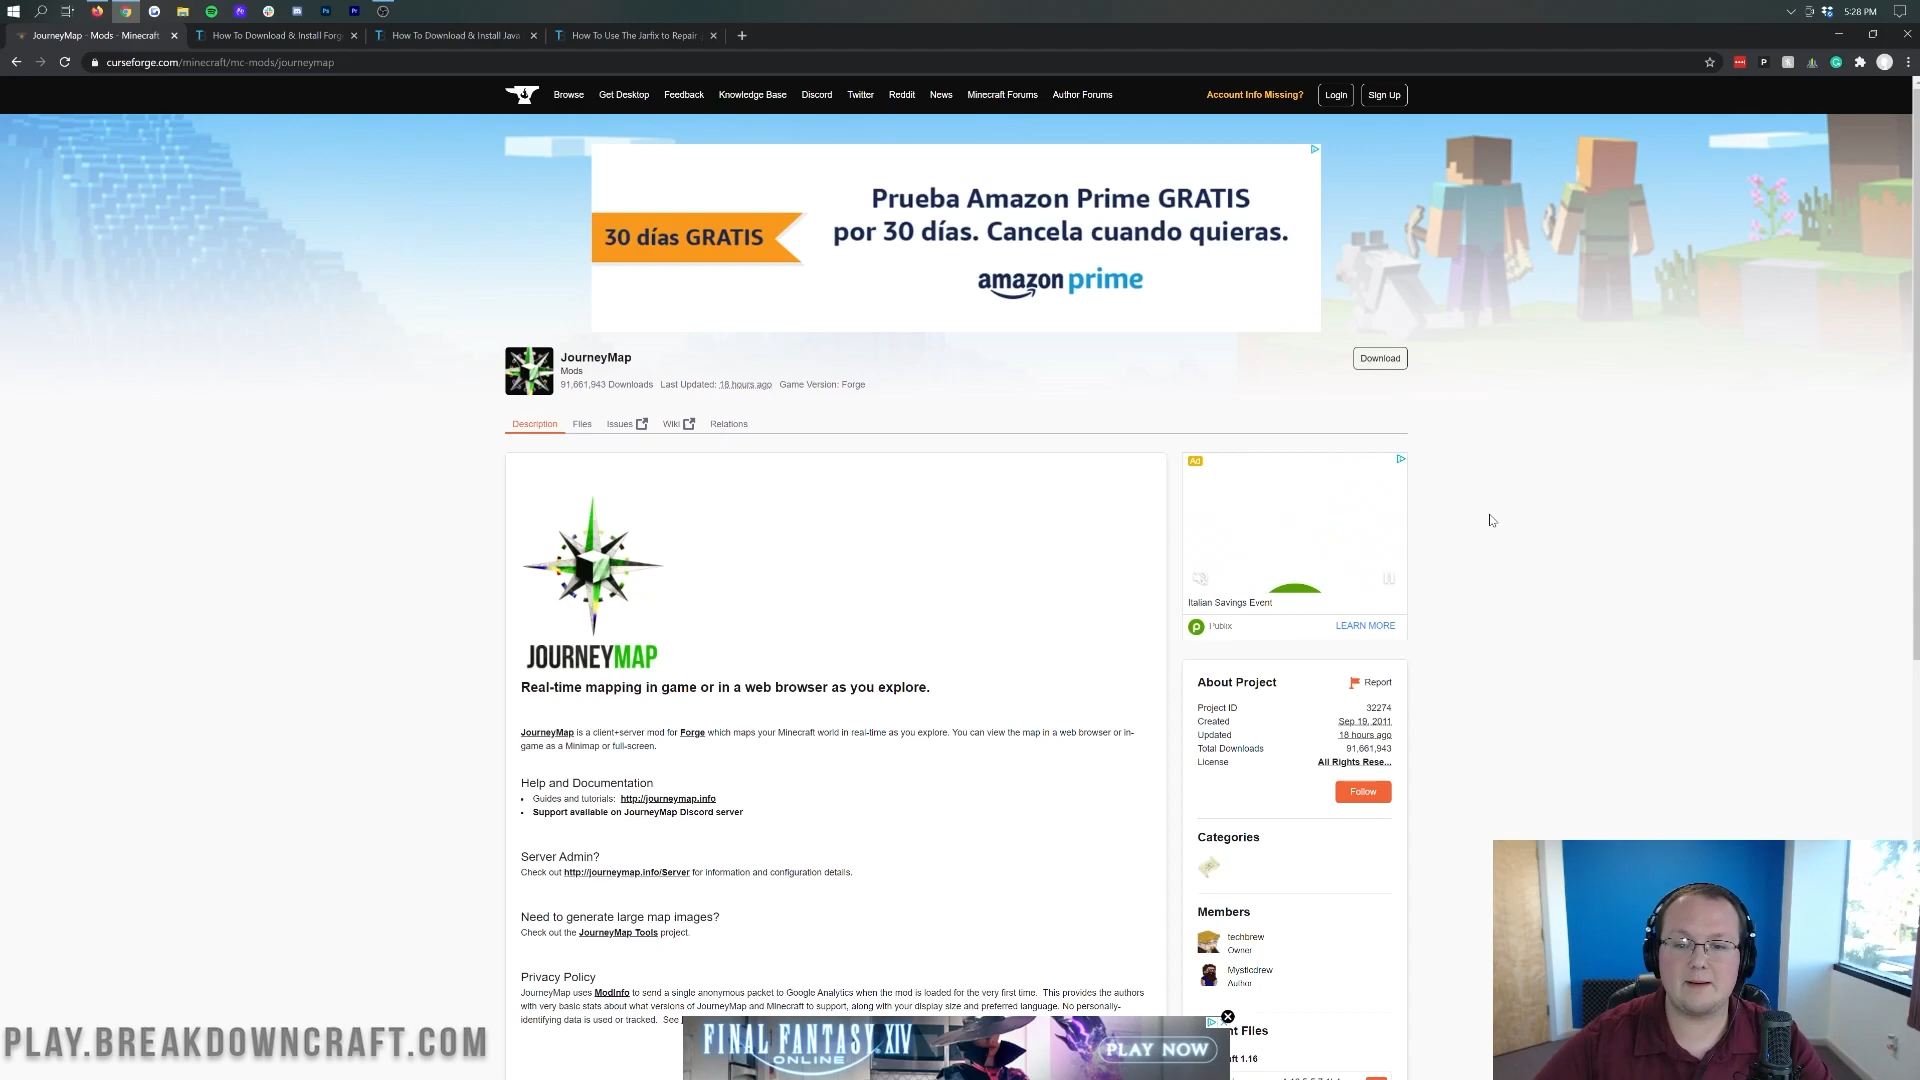 5:28 PM
JourneyMap - Mods - Minecraft
How To Download & Install Forg
How To Download & Install Java
How To Use The Jarfix to Repair
curseforge.com/minecraft/mc-mods/journeymap
Browse Get Desktop Feedback Knowledge Base Discord Twitter Reddit News Minecraft Forums Author Forums Account Info Missing? Login Sign Up
30 días GRATIS
Prueba Amazon Prime GRATIS
por 30 días. Cancela cuando quieras.
amazon prime
JourneyMap
Mods
91,661,943 Downloads Last Updated: 18 hours ago Game Version: Forge
Download
Description Files Issues Wiki Relations
JOURNEYMAP
Real-time mapping in game or in a web browser as you explore.
JourneyMap is a client+server mod for Forge which maps your Minecraft world in real-time as you explore. You can view the map in a web browser or in-
game as a Minimap or full-screen.
Help and Documentation
• Guides and tutorials: http://journeymap.info
• Support available on JourneyMap Discord server
Server Admin?
Check out http://journeymap.info/Server for information and configuration details.
Need to generate large map images?
Check out the JourneyMap Tools project.
Privacy Policy
JourneyMap uses ModInfo to send a single anonymous packet to Google Analytics when the mod is loaded for the very first time. This provides the authors
with very basic stats about what versions of JourneyMap and Minecraft to support, along with your display size and preferred language. No personally-
identifying data is used or tracked. See
Ad
Italian Savings Event
Publix
LEARN MORE
About Project
Report
Project ID 32274
Created Sep 19, 2011
Updated 18 hours ago
Total Downloads 91,661,943
License All Rights Rese...
Follow
Categories
Members
techbrew
Owner
Mysticdrew
Author
nt Files
aft 1.16
FINAL FANTASY XIV
ONLINE
PLAY NOW
PLAY.BREAKDOWNCRAFT.COM